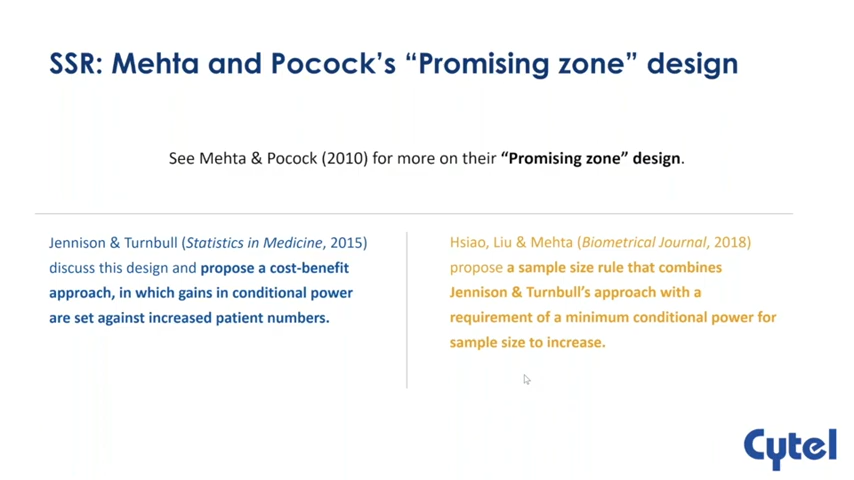 SSR: Mehta and Pocock's “Promising zone” design
See Mehta & Pocock (2010) for more on their “Promising zone” design.
Jennison & Turnbull (Statistics in Medicine, 2015)
discuss this design and propose a cost-benefit
approach, in which gains in conditional power
are set against increased patient numbers.
Hsiao, Liu & Mehta (Biometrical Journal, 2018)
propose a sample size rule that combines
Jennison & Turnbull's approach with a
requirement of a minimum conditional power for
sample size to increase.
Cytel